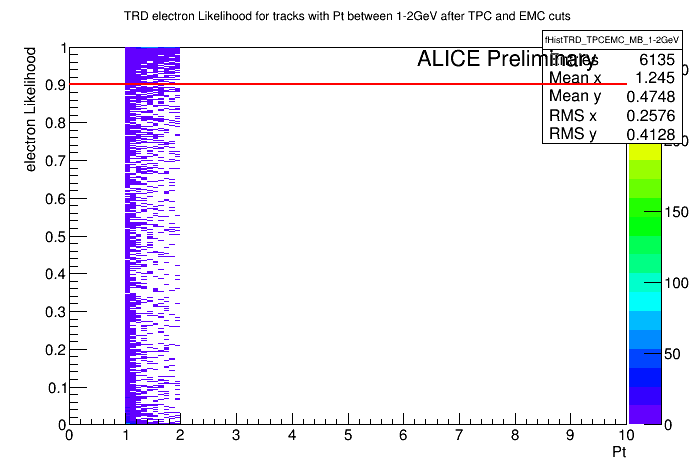 TRD electron Likelihood for tracks with Pt between 1-2GeV after TPC and EMC cuts
fHistTRD_TPCEMC_MB_1-2GeV
Entries 6135
Mean x 1.245
Mean y 0.4748
RMS x 0.2576
RMS y 0.4128
ALICE Preliminary
electron Likelihood
1
0.9
0.8
0.7
0.6
0.5
0.4
0.3
0.2
0.1
0
0 1 2 3 4 5 6 7 8 9 10
Pt
150
100
50
0